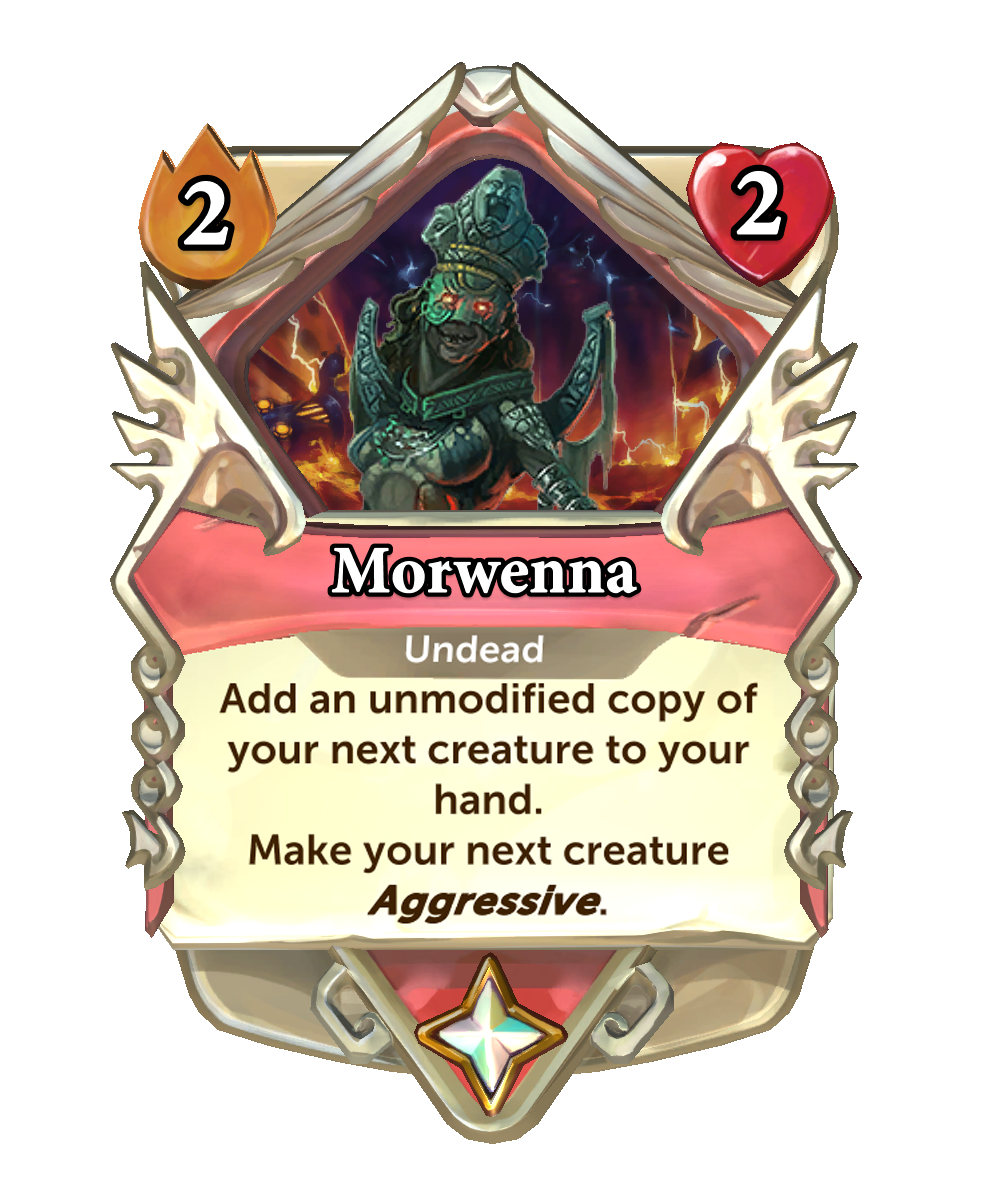 2
2
Morwenna
Undead
Add an unmodified copy of
your next creature to your
hand.
Make your next creature
Aggressive.